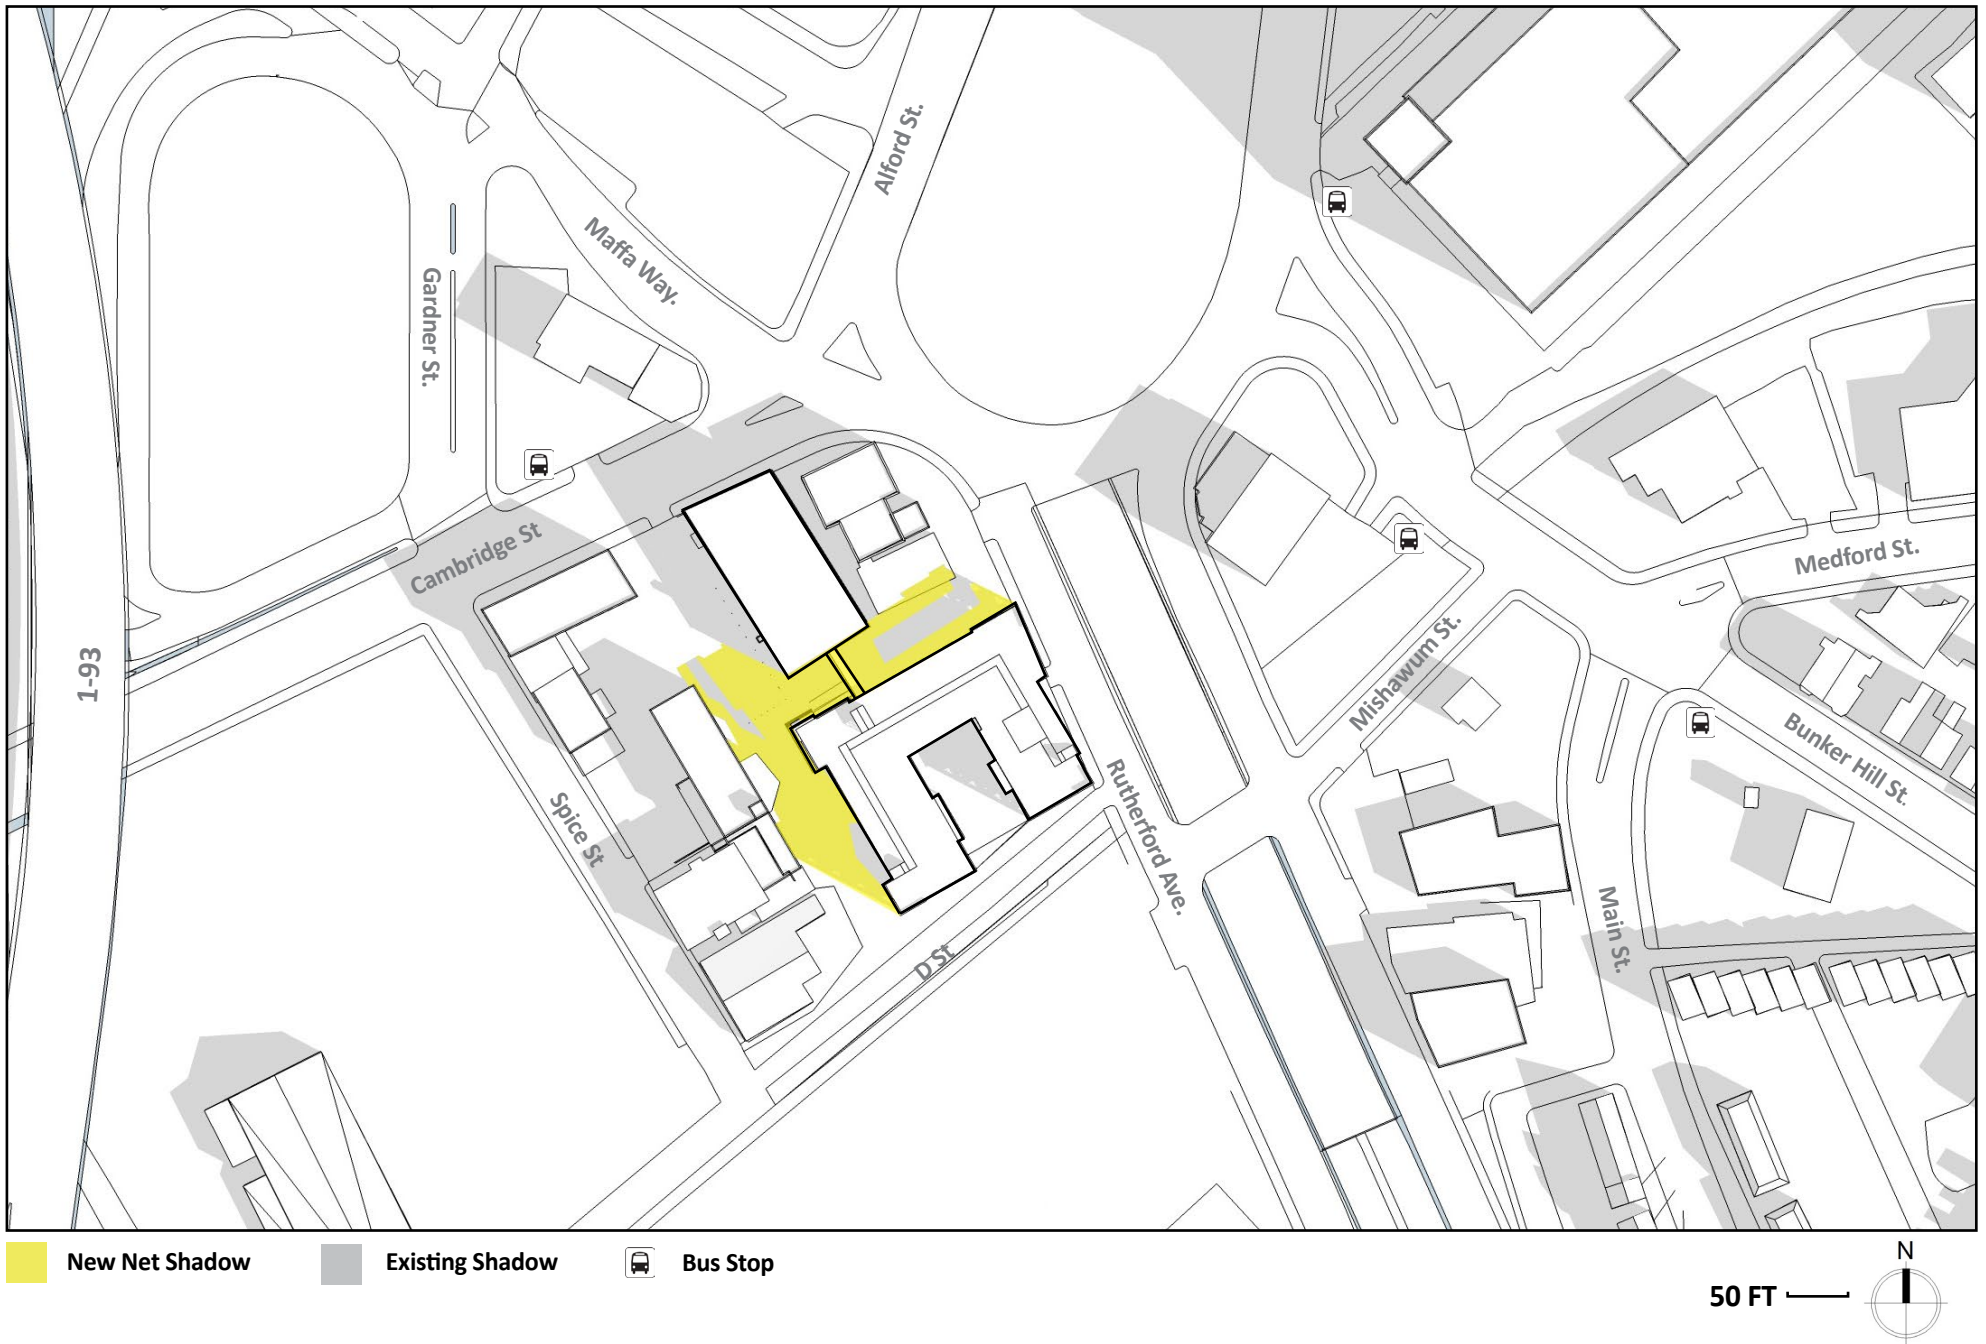 Alford St.
Maffa Way.
Gardner St.
Cambridge St
Medford St.
Mishawum St.
1-93
Bunker Hill St.
Rutherford Ave.
Spice St
Main St.
D St
New Net Shadow
Existing Shadow
Bus Stop
N
50 FT